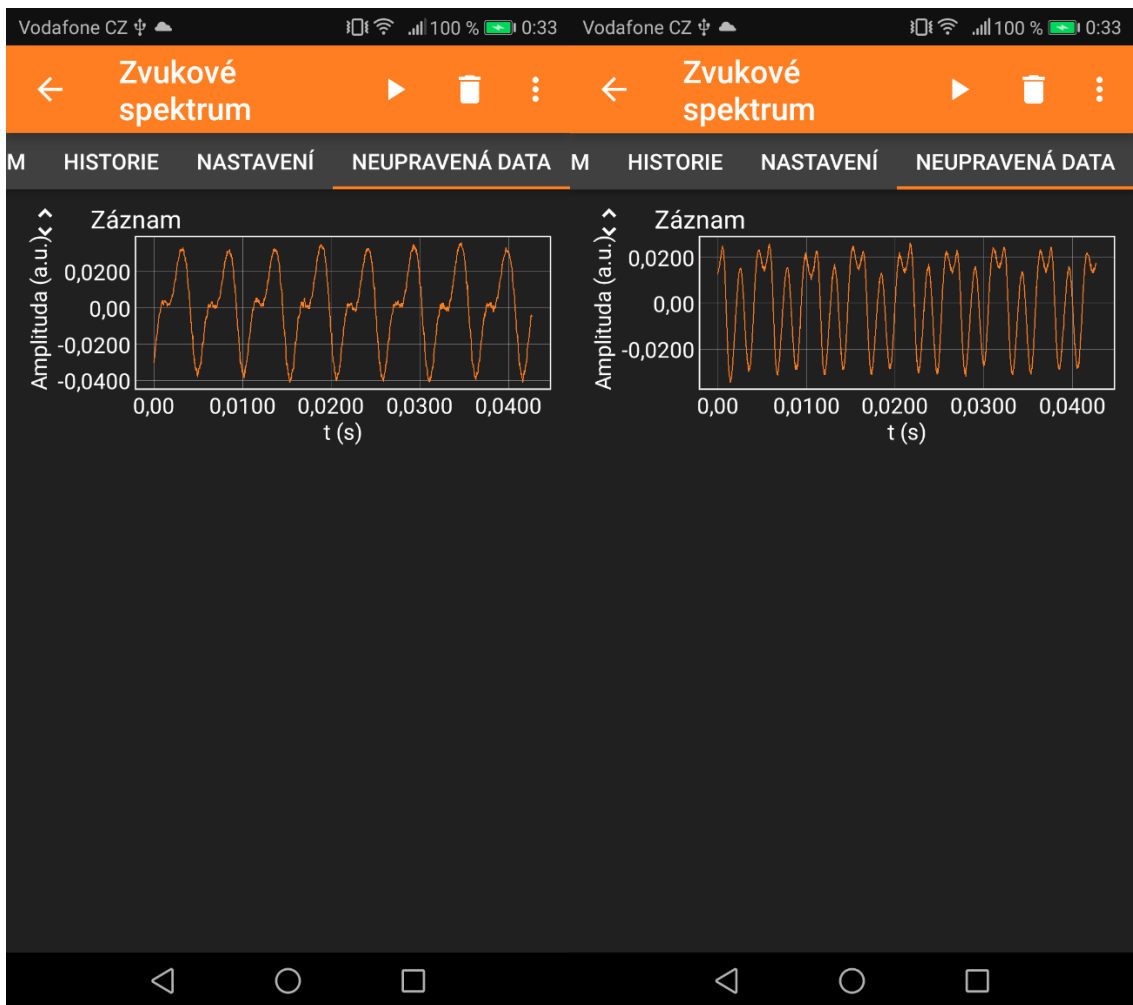 Vodafone CZ 100 % 0:33
Zvukové
spektrum
M HISTORIE NASTAVENÍ NEUPRAVENÁ DATA
Záznam
Amplituda (a.u.)
0,0200
0,00
-0,0200
-0,0400
0,00 0,0100 0,0200 0,0300 0,0400
t (s)
Vodafone CZ 100 % 0:33
Zvukové
spektrum
M HISTORIE NASTAVENÍ NEUPRAVENÁ DATA
Záznam
Amplituda (a.u.)
0,0200
0,00
-0,0200
0,00 0,0100 0,0200 0,0300 0,0400
t (s)